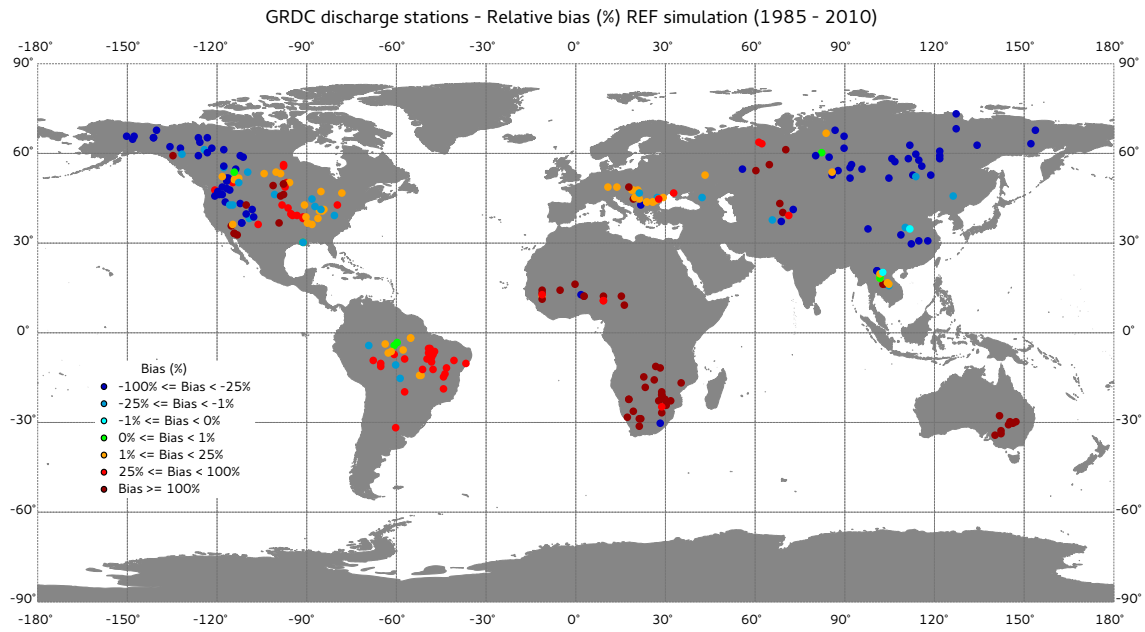 GRDC discharge stations - Relative bias (%) REF simulation (1985 - 2010)
-180° -150° -120° -90° -60° -30° 0° 30° 60° 90° 120° 150° 180°
90° 90°
60° 60°
30° 30°
0° 0°
Bias (%)
-100% <= Bias < -25%
-25% <= Bias < -1%
-1% <= Bias < 0%
0% <= Bias < 1%
1% <= Bias < 25%
25% <= Bias < 100%
Bias >= 100%
-30° -30°
-60° -60°
-90° -90°
-180° -150° -120° -90° -60° -30° 0° 30° 60° 90° 120° 150° 180°